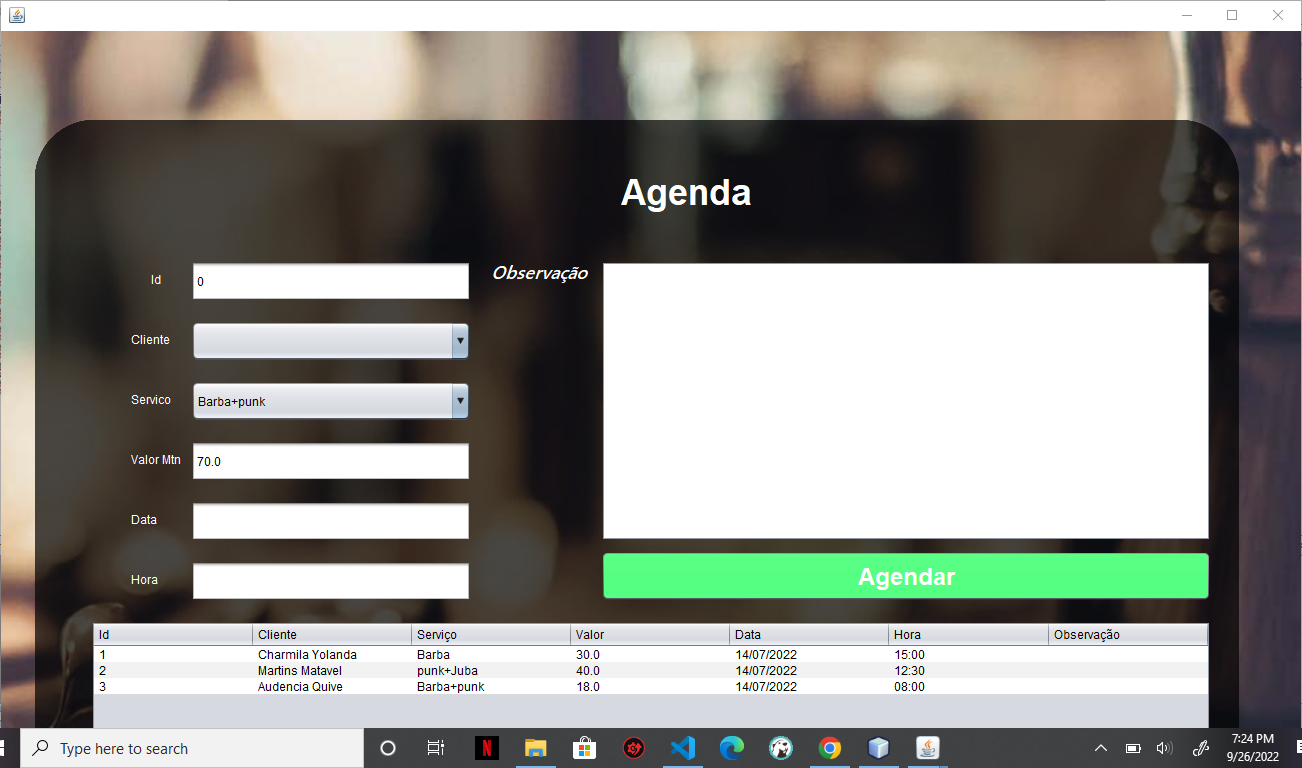 Agenda
Id 0
Observação
Cliente
Servico Barba+punk
Valor Mtn 70.0
Data
Hora
Agendar
Id Cliente Serviço Valor Data Hora Observação
1 Charmila Yolanda Barba 30.0 14/07/2022 15:00
2 Martins Matavel punk+Juba 40.0 14/07/2022 12:30
3 Audencia Quive Barba+punk 18.0 14/07/2022 08:00
Type here to search
N
7:24 PM
9/26/2022